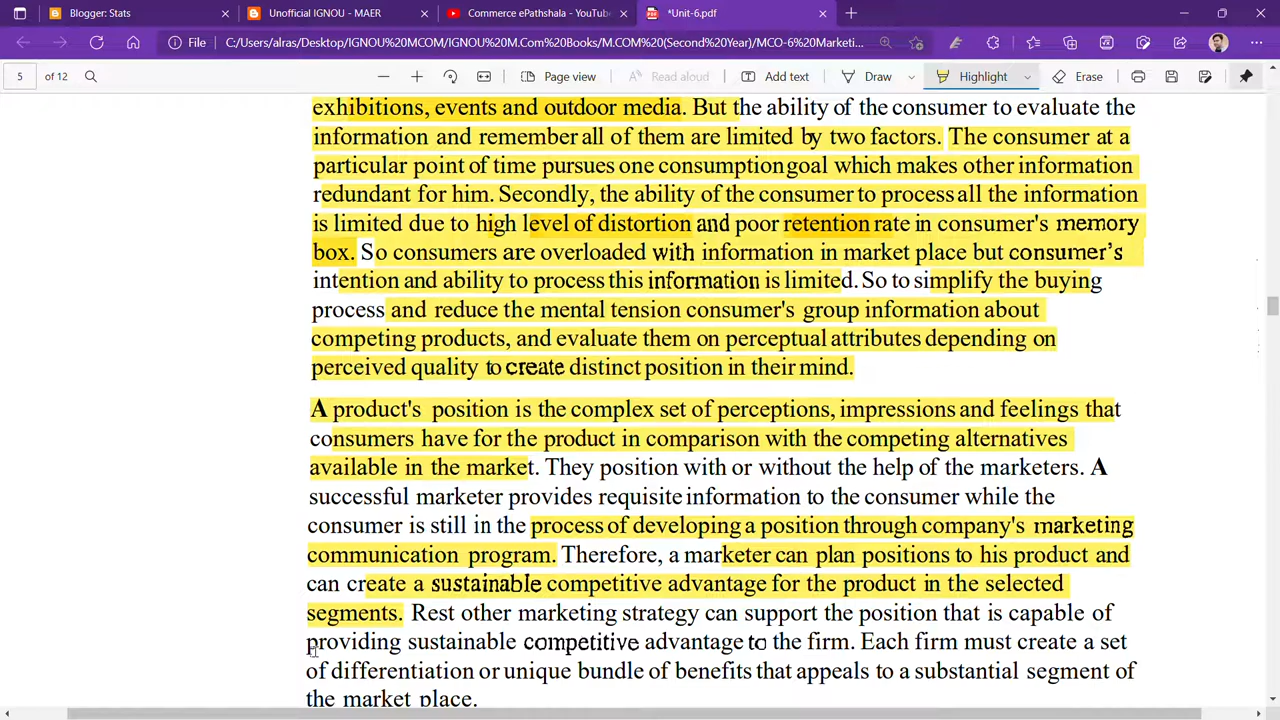 Blogger: Stats
Unofficial IGNOU - MAER
Commerce ePathshala - YouTub
*Unit-6.pdf
File
C:/Users/alras/Desktop/IGNOU%20MCOM/IGNOU%20M.Com%20Books/M.COM%20(Second%20Year)/MCO-6%20Marketi...
5 of 12
Page view
Read aloud
Add text
Draw
Highlight
Erase
exhibitions, events and outdoor media. But the ability of the consumer to evaluate the
information and remember all of them are limited by two factors. The consumer at a
particular point of time pursues one consumption goal which makes other information
redundant for him. Secondly, the ability of the consumer to process all the information
is limited due to high level of distortion and poor retention rate in consumer's memory
box. So consumers are overloaded with information in market place but consumer's
intention and ability to process this information is limited. So to simplify the buying
process and reduce the mental tension consumer's group information about
competing products, and evaluate them on perceptual attributes depending on
perceived quality to create distinct position in their mind.
A product's position is the complex set of perceptions, impressions and feelings that
consumers have for the product in comparison with the competing alternatives
available in the market. They position with or without the help of the marketers. A
successful marketer provides requisite information to the consumer while the
consumer is still in the process of developing a position through company's marketing
communication program. Therefore, a marketer can plan positions to his product and
can create a sustainable competitive advantage for the product in the selected
segments. Rest other marketing strategy can support the position that is capable of
providing sustainable competitive advantage to the firm. Each firm must create a set
of differentiation or unique bundle of benefits that appeals to a substantial segment of
the market place.